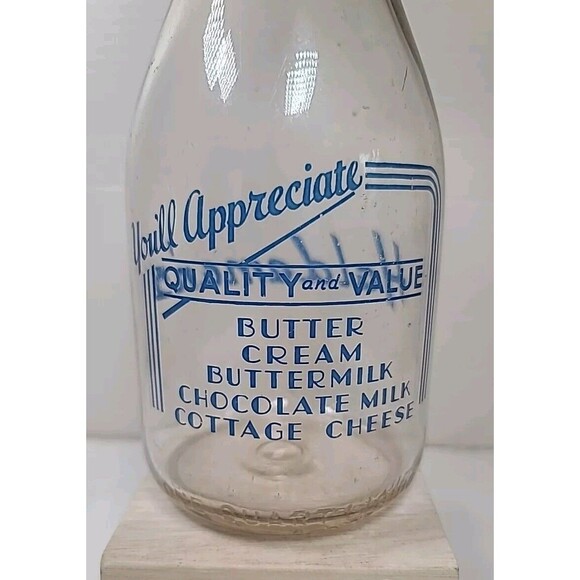 You'll Appreciate
QUALITY and VALUE
BUTTER
CREAM
BUTTERMILK
CHOCOLATE MILK
COTTAGE CHEESE